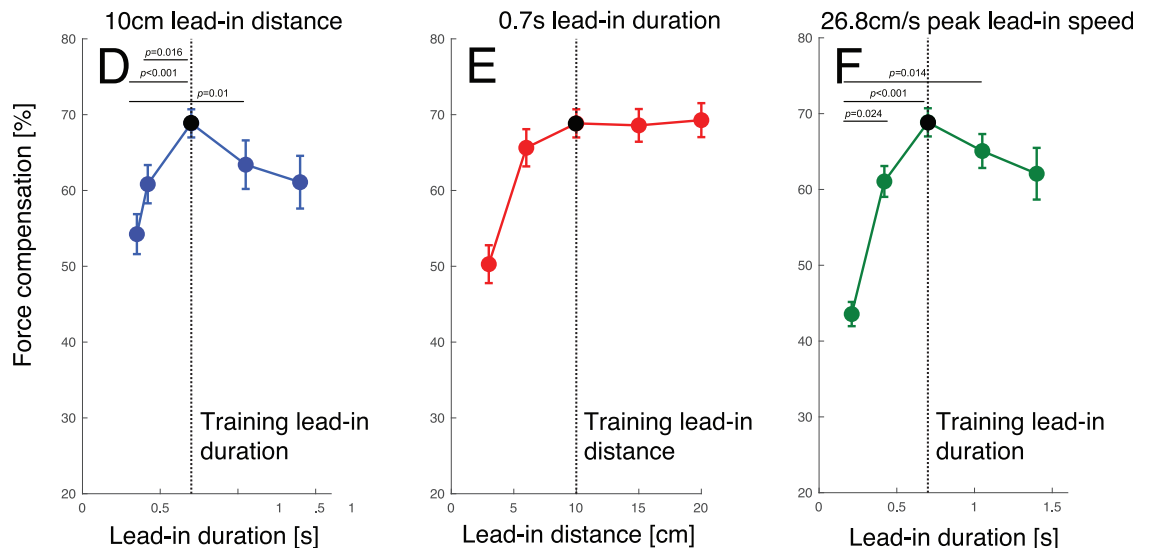 10cm lead-in distance
0.7s lead-in duration
26.8cm/s peak lead-in speed
Force compensation [%]
80
70
60
50
40
30
20
D
p=0.016
p<0.001
p=0.01
Training lead-in
duration
0
0.5
1
.5
1
Lead-in duration [s]
80
70
60
50
40
30
20
E
Training lead-in
distance
0
5
10
15
20
Lead-in distance [cm]
80
70
60
50
40
30
20
F
p=0.014
p<0.001
p=0.024
Training lead-in
duration
0
0.5
1
1.5
Lead-in duration [s]